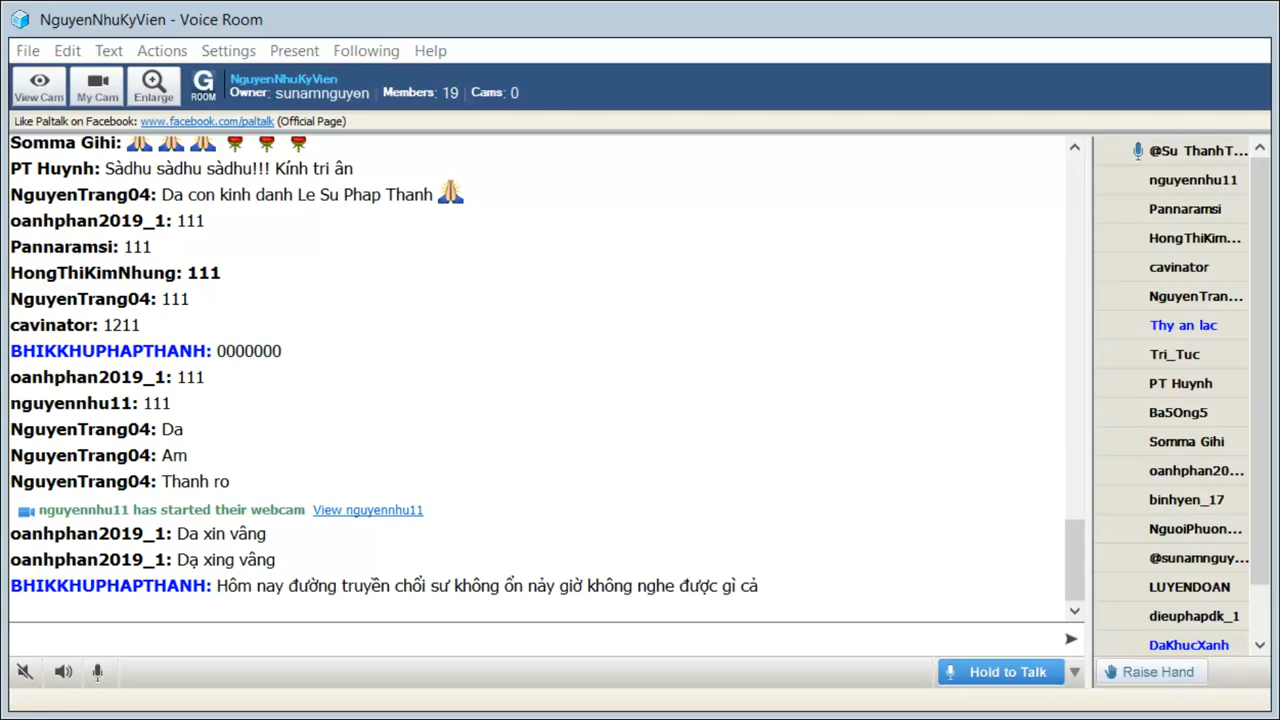 NguyenNhuKyVien - Voice Room
File Edit Text Actions Settings Present Following Help
View Cam My Cam Enlarge G ROOM
NguyenNhuKyVien
Owner: sunamnguyen | Members: 19 | Cams: 0
Like Paltalk on Facebook: www.facebook.com/paltalk (Official Page)
Somma Gihi:
PT Huynh: Sàdhu sàdhu sàdhu!!! Kính tri ân
NguyenTrang04: Da con kinh danh Le Su Phap Thanh
oanhphan2019_1: 111
Pannaramsi: 111
HongThiKimNhung: 111
NguyenTrang04: 111
cavinator: 1211
BHIKKHUPHAPTHANH: 0000000
oanhphan2019_1: 111
nguyennhu11: 111
NguyenTrang04: Da
NguyenTrang04: Am
NguyenTrang04: Thanh ro
nguyennhu11 has started their webcam View nguyennhu11
oanhphan2019_1: Da xin vâng
oanhphan2019_1: Dạ xing vâng
BHIKKHUPHAPTHANH: Hôm nay đường truyền chổi sư không ổn nảy giờ không nghe được gì cả
@Su ThanhT...
nguyennhu11
Pannaramsi
HongThiKim...
cavinator
NguyenTran...
Thy an lac
Tri_Tuc
PT Huynh
Ba5Ong5
Somma Gihi
oanhphan20...
binhyen_17
NguoiPhuon...
@sunamnguy...
LUYENDOAN
dieuphapdk_1
DaKhucXanh
Hold to Talk
Raise Hand